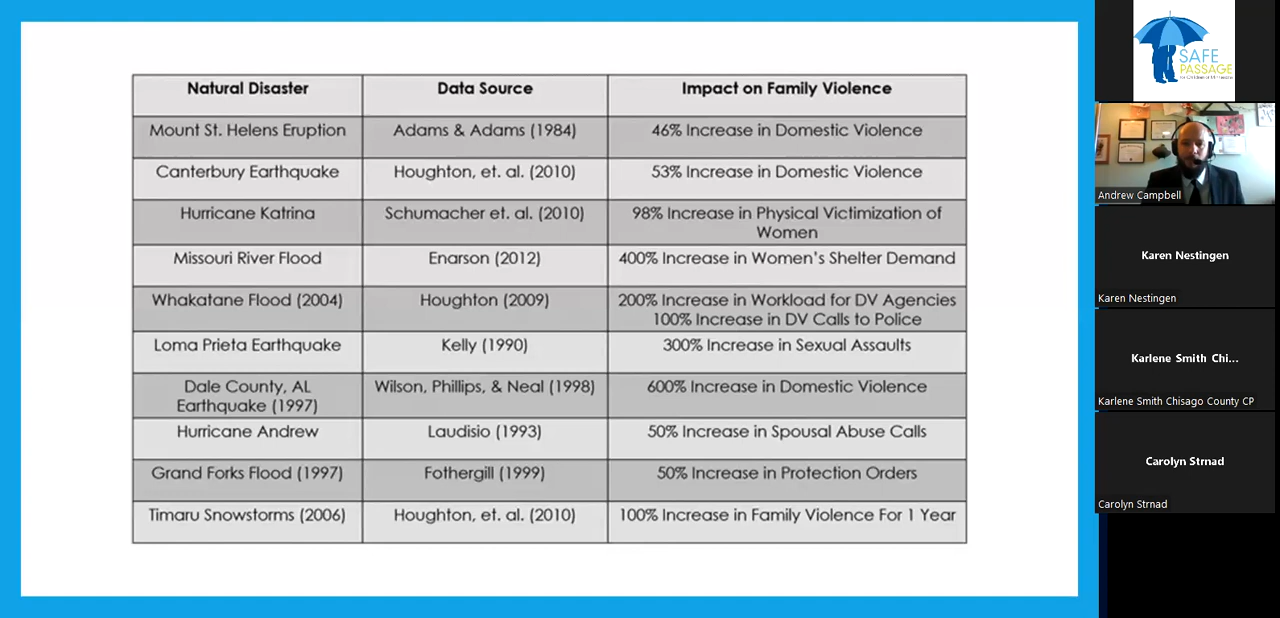 Natural Disaster
Data Source
Impact on Family Violence
Mount St. Helens Eruption
Adams & Adams (1984)
46% Increase in Domestic Violence
Canterbury Earthquake
Houghton, et. al. (2010)
53% Increase in Domestic Violence
Hurricane Katrina
Schumacher et. al. (2010)
98% Increase in Physical Victimization of
Women
Missouri River Flood
Enarson (2012)
400% Increase in Women's Shelter Demand
Whakatane Flood (2004)
Houghton (2009)
200% Increase in Workload for DV Agencies
100% Increase in DV Calls to Police
Loma Prieta Earthquake
Kelly (1990)
300% Increase in Sexual Assaults
Dale County, AL
Earthquake (1997)
Wilson, Phillips, & Neal (1998)
600% Increase in Domestic Violence
Hurricane Andrew
Laudisio (1993)
50% Increase in Spousal Abuse Calls
Grand Forks Flood (1997)
Fothergill (1999)
50% Increase in Protection Orders
Timaru Snowstorms (2006)
Houghton, et. al. (2010)
100% Increase in Family Violence For 1 Year
SAFE
PASSAGE
for Children of Minnesota
Andrew Campbell
Karen Nestingen
Karen Nestingen
Karlene Smith Chi...
Karlene Smith Chisago County CP
Carolyn Strnad
Carolyn Strnad